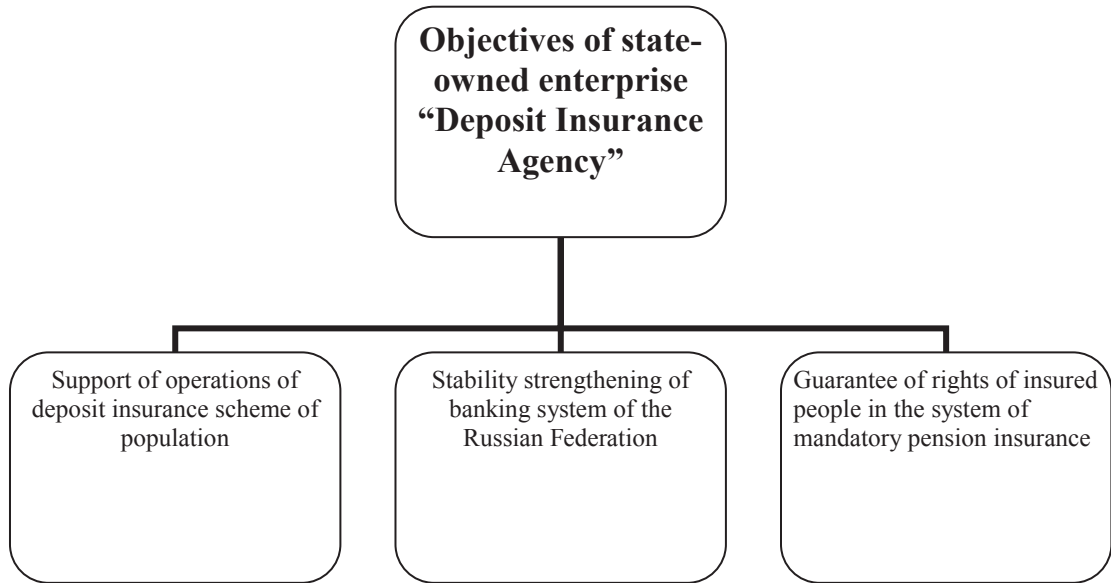 Objectives of state-
owned enterprise
“Deposit Insurance
Agency”
Support of operations of
deposit insurance scheme of
population
Stability strengthening of
banking system of the
Russian Federation
Guarantee of rights of insured
people in the system of
mandatory pension insurance